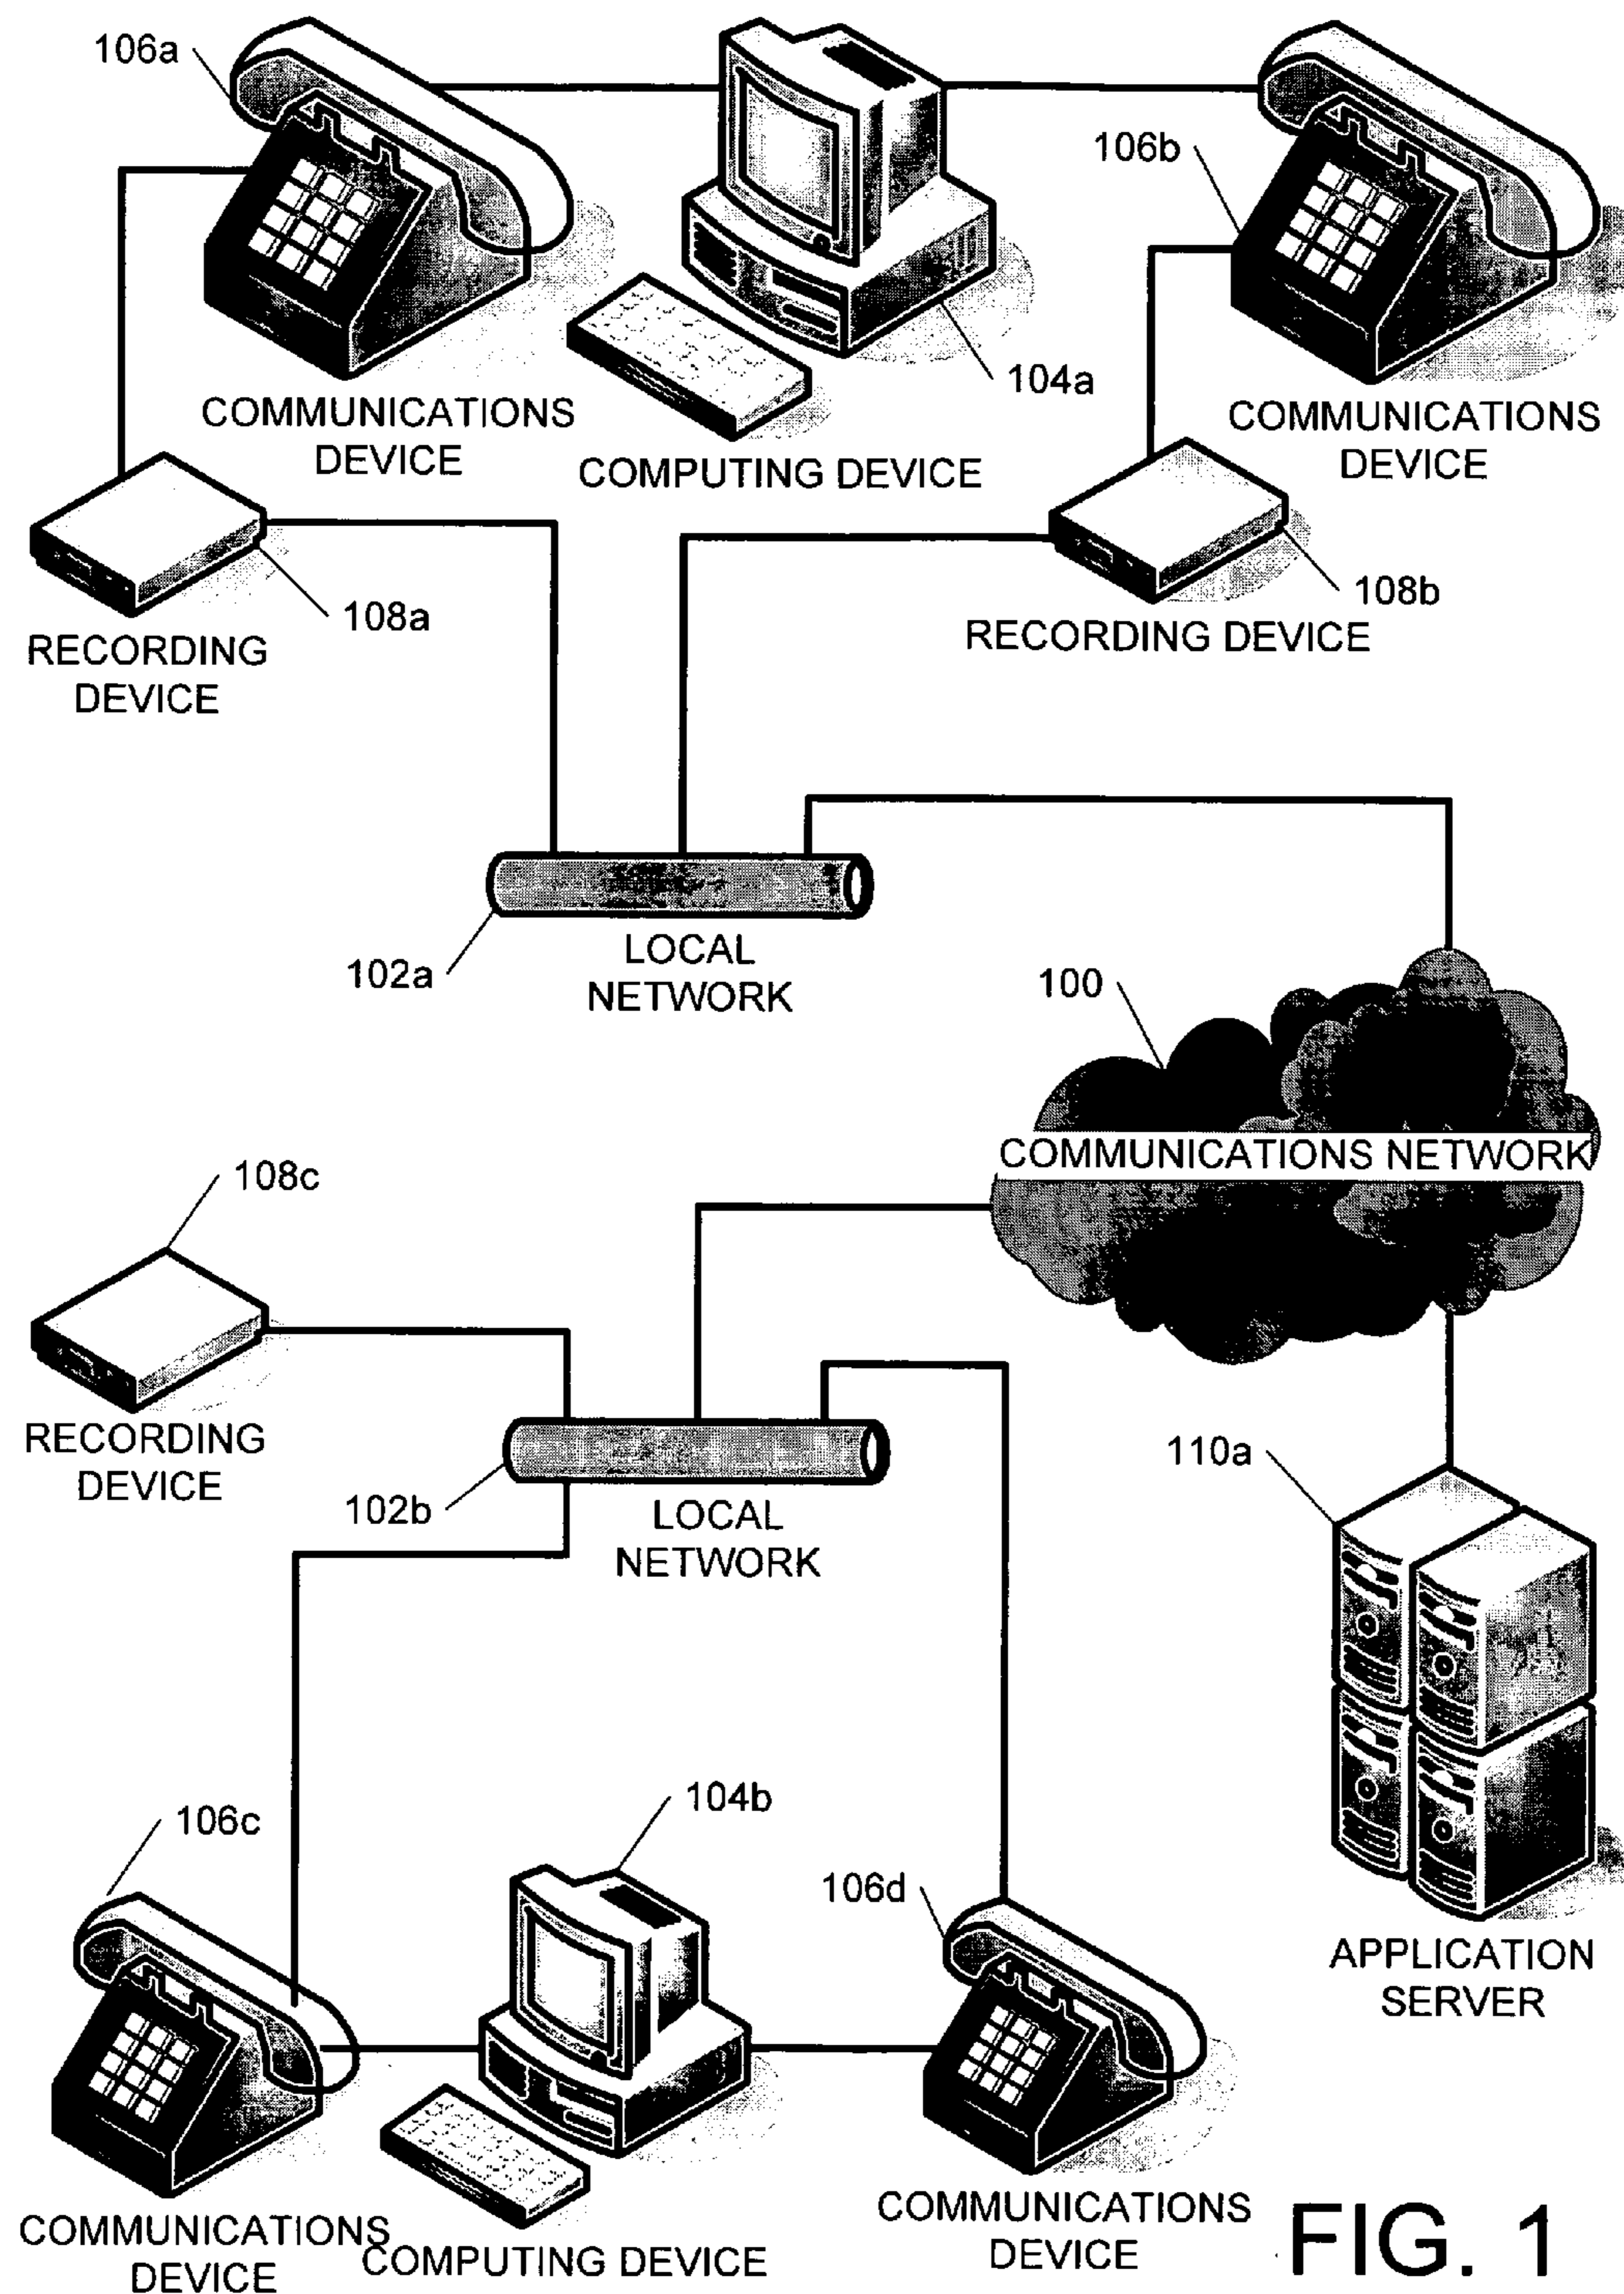 106a
106b
104a
COMMUNICATIONS
DEVICE
COMPUTING DEVICE
COMMUNICATIONS
DEVICE
108a
108b
RECORDING
DEVICE
RECORDING DEVICE
102a
LOCAL
NETWORK
100
COMMUNICATIONS NETWORK
108c
RECORDING
DEVICE
102b
LOCAL
NETWORK
110a
104b
106c
106d
APPLICATION
SERVER
COMMUNICATIONS
DEVICE
COMPUTING DEVICE
COMMUNICATIONS
DEVICE
FIG. 1